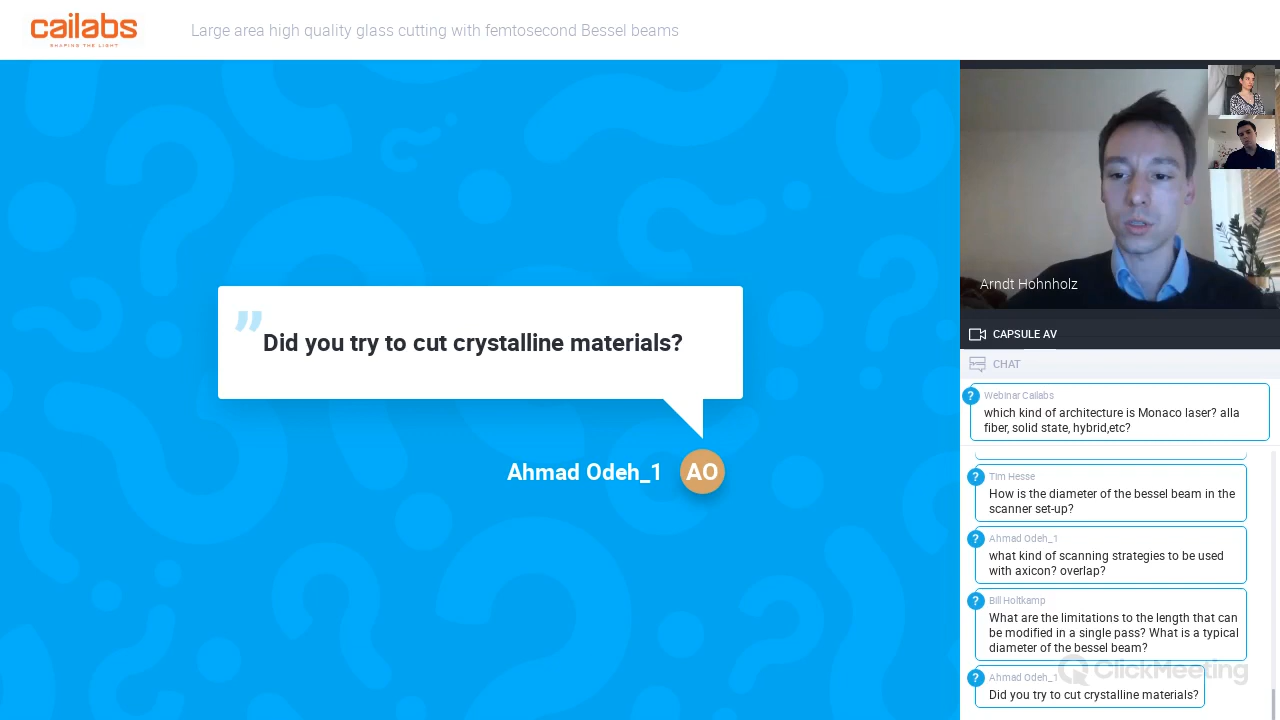 cailabs
SHAPING THE LIGHT
Large area high quality glass cutting with femtosecond Bessel beams
”
Did you try to cut crystalline materials?
Ahmad Odeh_1
AO
Arndt Hohnholz
CAPSULE AV
CHAT
?
Webinar Cailabs
which kind of architecture is Monaco laser? alla
fiber, solid state, hybrid,etc?
?
Tim Hesse
How is the diameter of the bessel beam in the
scanner set-up?
?
Ahmad Odeh_1
what kind of scanning strategies to be used
with axicon? overlap?
?
Bill Holtkamp
What are the limitations to the length that can
be modified in a single pass? What is a typical
diameter of the bessel beam?
ClickMeeting
?
Ahmad Odeh_1
Did you try to cut crystalline materials?